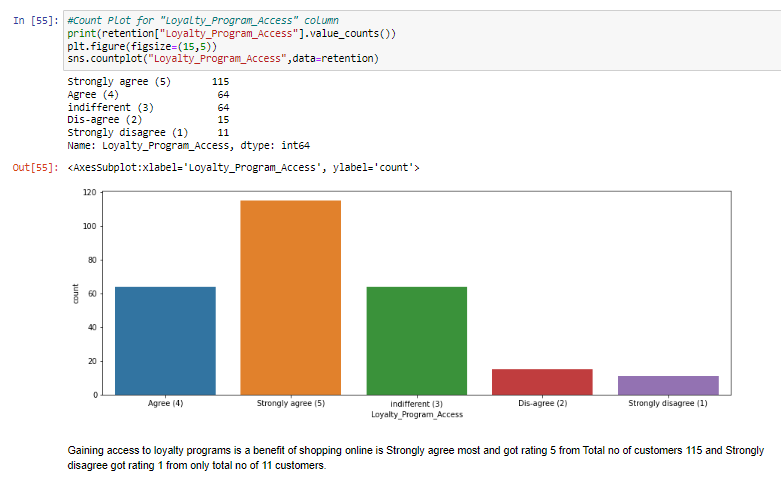 In [55]: #Count Plot for "Loyalty_Program_Access" column
print(retention["Loyalty_Program_Access"].value_counts())
plt.figure(figsize=(15,5))
sns.countplot("Loyalty_Program_Access",data=retention)
Strongly agree (5) 115
Agree (4) 64
indifferent (3) 64
Dis-agree (2) 15
Strongly disagree (1) 11
Name: Loyalty_Program_Access, dtype: int64
Out[55]: <AxesSubplot:xlabel='Loyalty_Program_Access', ylabel='count'>
120
100
80
60
40
20
0
count
Agree (4) Strongly agree (5) indifferent (3) Dis-agree (2) Strongly disagree (1)
Loyalty_Program_Access
Gaining access to loyalty programs is a benefit of shopping online is Strongly agree most and got rating 5 from Total no of customers 115 and Strongly
disagree got rating 1 from only total no of 11 customers.